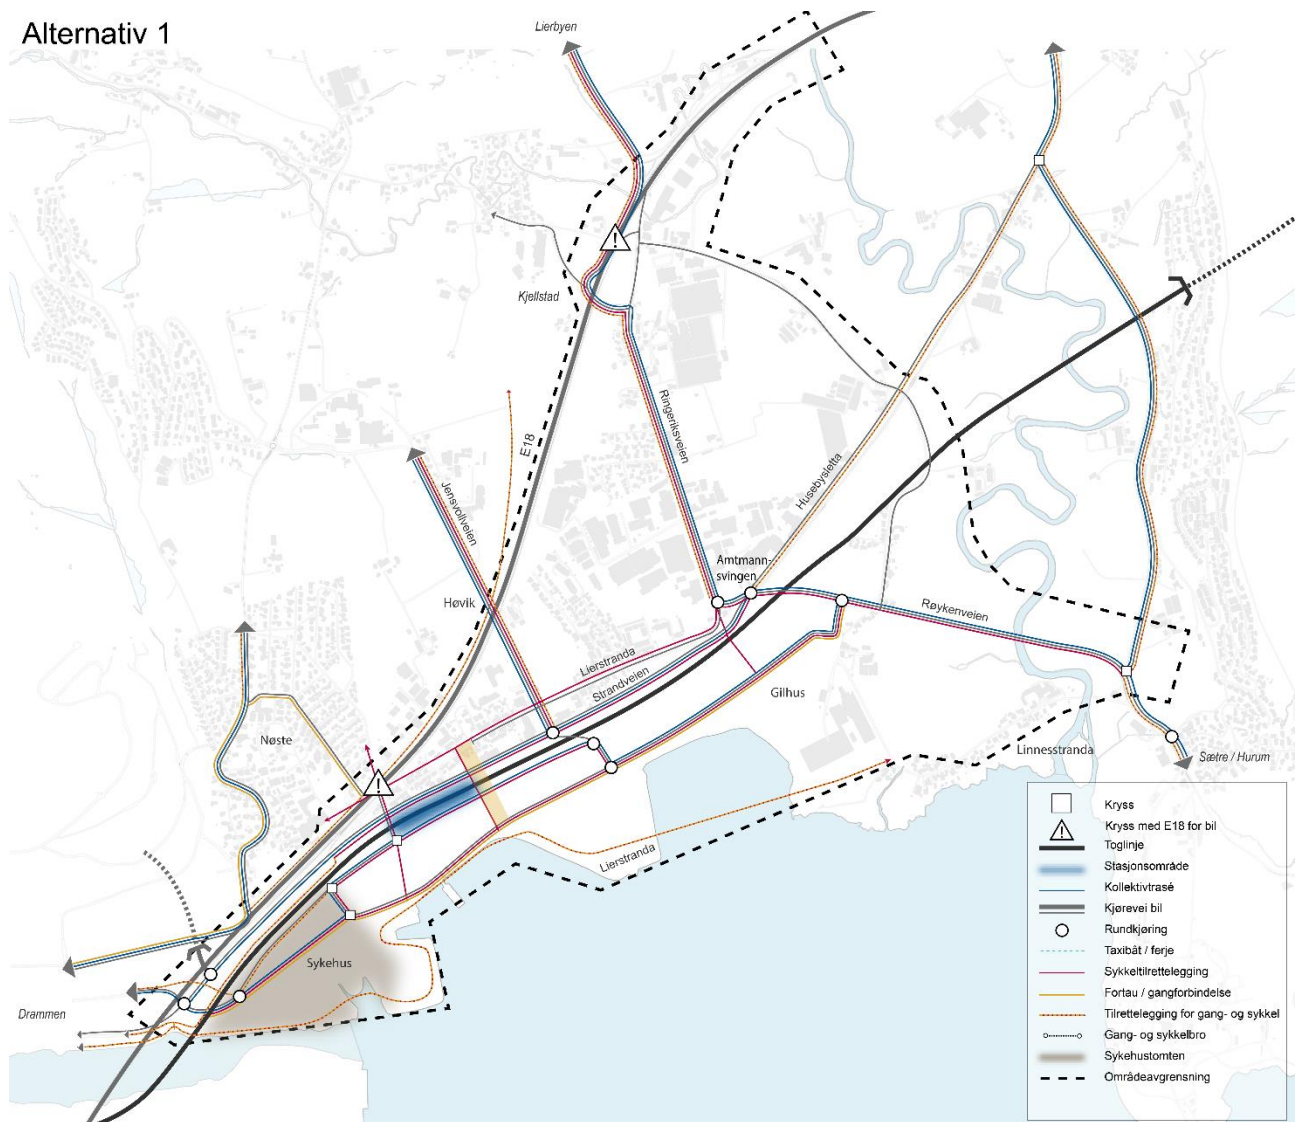 Alternativ 1
Lierbyen
Kjellstad
E18
Ringeriksveien
Jensvollveien
Husebysletta
Amtmann-
svingen
Høvik
Røykenveien
Lierstranda
Strandveien
Gilhus
Nøste
Linnesstranda
Sætre / Hurum
Lierstranda
Sykehus
Drammen
Kryss
Kryss med E18 for bil
Toglinje
Stasjonsområde
Kollektivtrasé
Kjørevei bil
Rundkjøring
Taxibåt / ferje
Sykkeltilrettelegging
Fortau / gangforbindelse
Tilrettelegging for gang- og sykkel
Gang- og sykkelbro
Sykehustomten
Områdeavgrensning